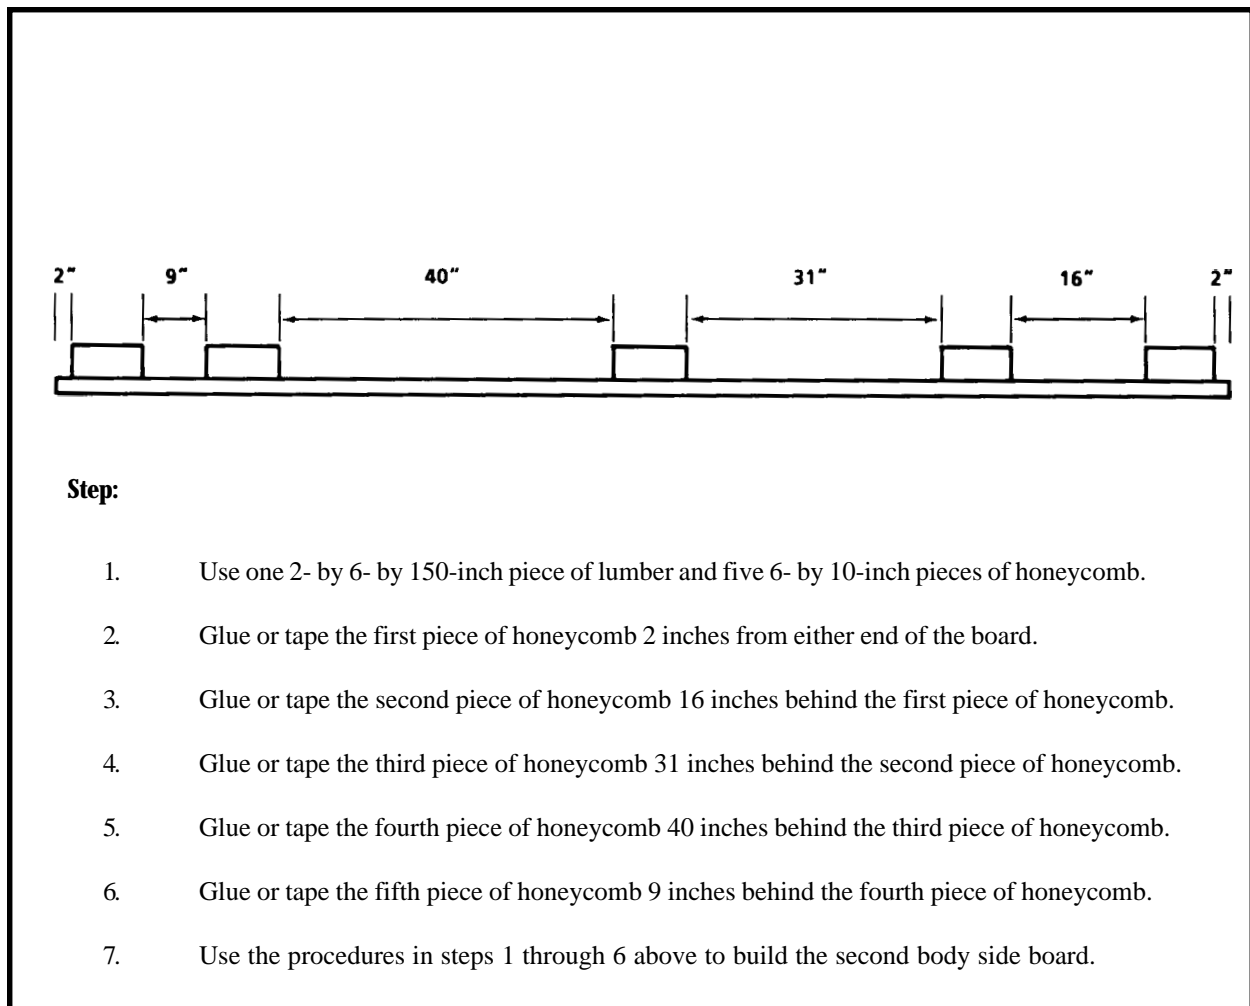 2" 9" 40" 31" 16" 2"
Step:
1. Use one 2- by 6- by 150-inch piece of lumber and five 6- by 10-inch pieces of honeycomb.
2. Glue or tape the first piece of honeycomb 2 inches from either end of the board.
3. Glue or tape the second piece of honeycomb 16 inches behind the first piece of honeycomb.
4. Glue or tape the third piece of honeycomb 31 inches behind the second piece of honeycomb.
5. Glue or tape the fourth piece of honeycomb 40 inches behind the third piece of honeycomb.
6. Glue or tape the fifth piece of honeycomb 9 inches behind the fourth piece of honeycomb.
7. Use the procedures in steps 1 through 6 above to build the second body side board.